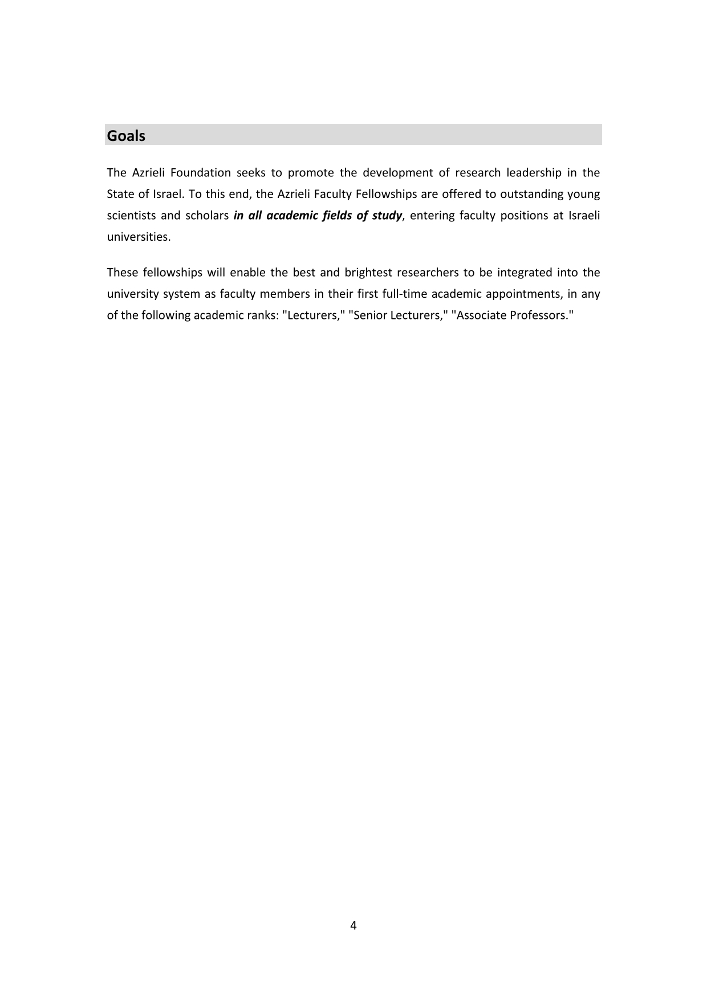 Goals
The Azrieli Foundation seeks to promote the development of research leadership in the
State of Israel. To this end, the Azrieli Faculty Fellowships are offered to outstanding young
scientists and scholars in all academic fields of study, entering faculty positions at Israeli
universities.
These fellowships will enable the best and brightest researchers to be integrated into the
university system as faculty members in their first full-time academic appointments, in any
of the following academic ranks: "Lecturers," "Senior Lecturers," "Associate Professors."
4